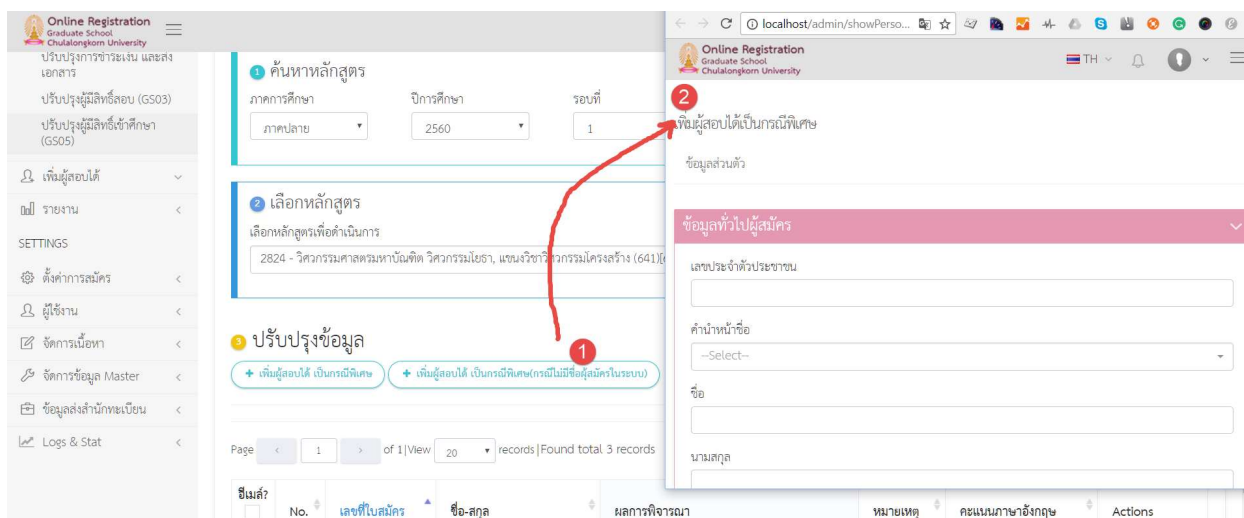 Online Registration
Graduate School
Chulalongkorn University
ปรับปรุงการชำระเงิน และส่ง
เอกสาร
ปรับปรุงผู้มีสิทธิ์สอบ (GS03)
ปรับปรุงผู้มีสิทธิ์เข้าศึกษา
(GS05)
เพิ่มผู้สอบได้
รายงาน
SETTINGS
ตั้งค่าการสมัคร
ผู้ใช้งาน
จัดการเนื้อหา
จัดการข้อมูล Master
ข้อมูลส่งสำนักทะเบียน
Logs & Stat
1 ค้นหาหลักสูตร
ภาคการศึกษา ปีการศึกษา รอบที่
ภาคปลาย 2560 1
2 เลือกหลักสูตร
เลือกหลักสูตรเพื่อดำเนินการ
2824 - วิศวกรรมศาสตรมหาบัณฑิต วิศวกรรมโยธา, แขนงวิชาวิศวกรรมโครงสร้าง (641)
3 ปรับปรุงข้อมูล
1
+ เพิ่มผู้สอบได้ เป็นกรณีพิเศษ + เพิ่มผู้สอบได้ เป็นกรณีพิเศษ(กรณีไม่มีชื่อผู้สมัครในระบบ)
Page 1 of 1|View 20 records|Found total 3 records
อีเมล์? No. เลขที่ใบสมัคร ชื่อ-สกุล ผลการพิจารณา หมายเหตุ คะแนนภาษาอังกฤษ Actions
localhost/admin/showPerso...
Online Registration
Graduate School
Chulalongkorn University
TH
2
เพิ่มผู้สอบได้เป็นกรณีพิเศษ
ข้อมูลส่วนตัว
ข้อมูลทั่วไปผู้สมัคร
เลขประจำตัวประชาชน
คำนำหน้าชื่อ
--Select--
ชื่อ
นามสกุล